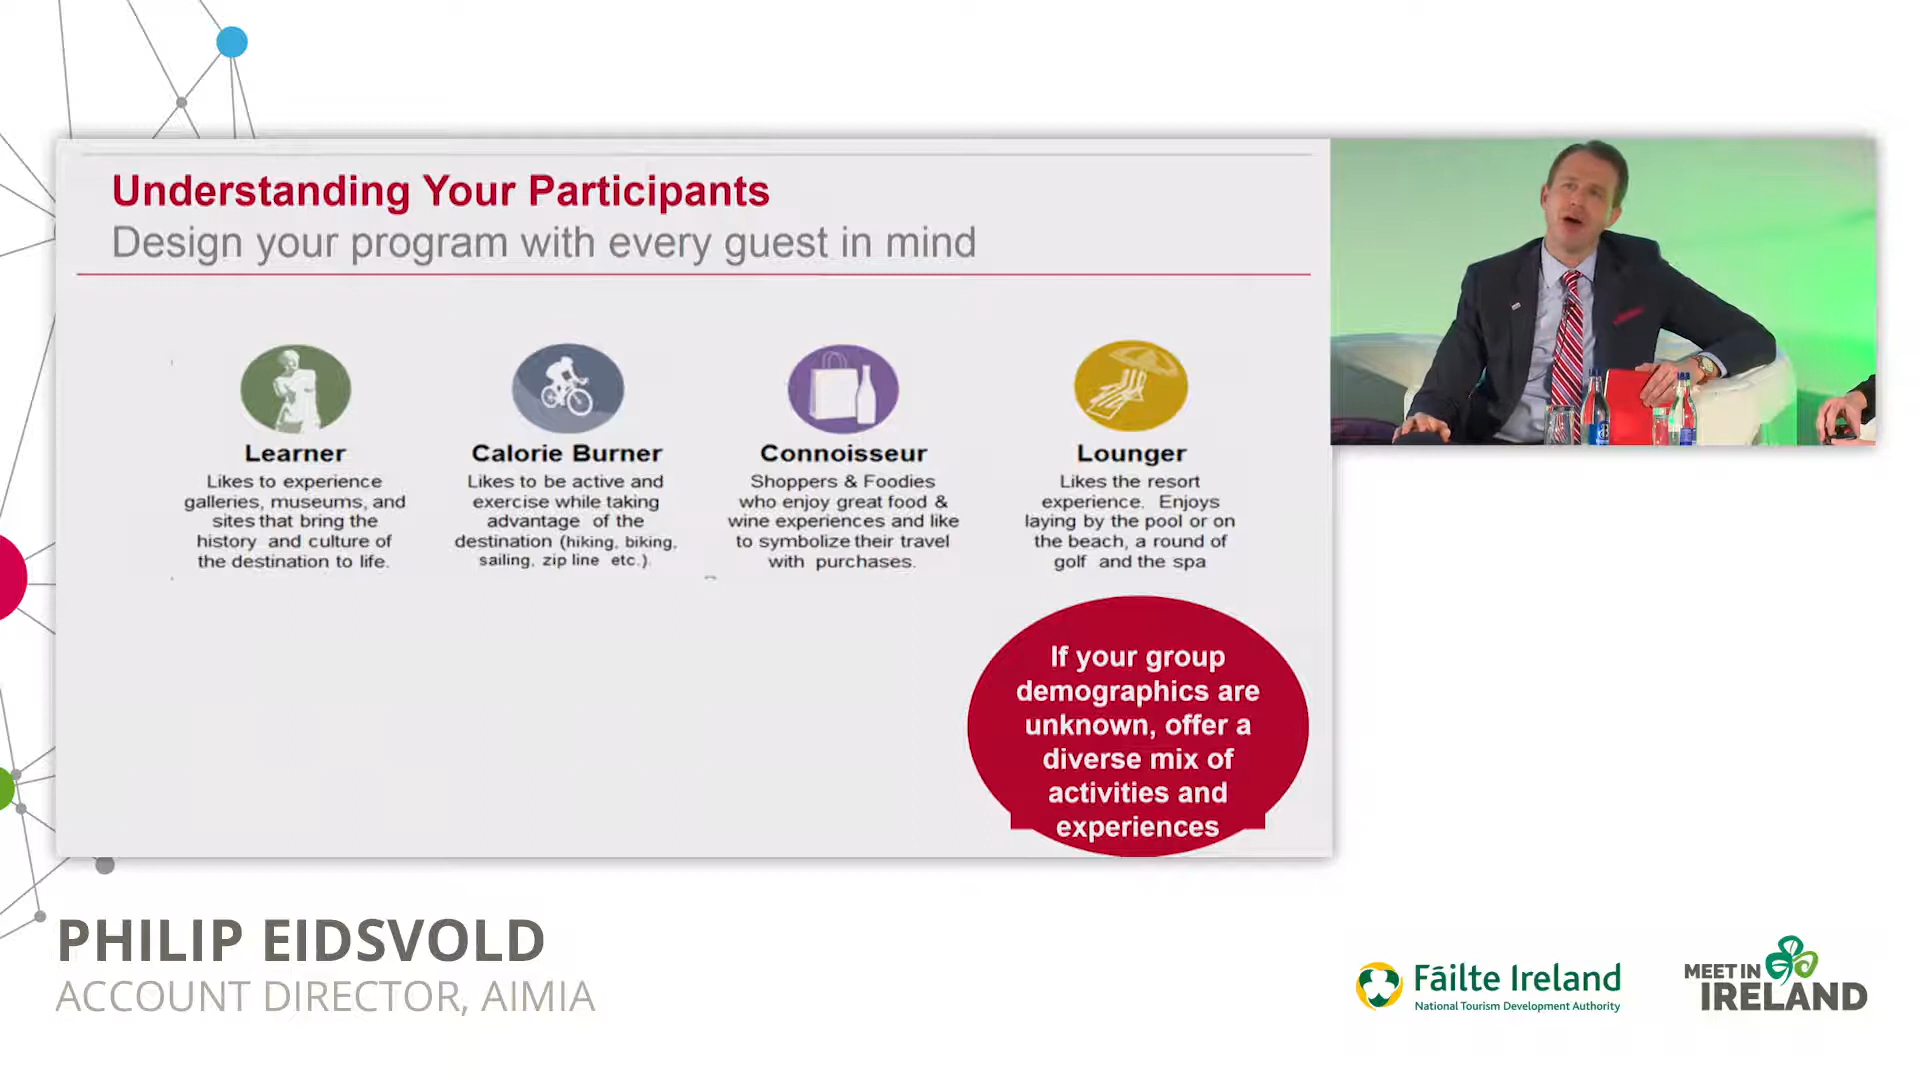 Understanding Your Participants
Design your program with every guest in mind
Learner
Likes to experience
galleries, museums, and
sites that bring the
history and culture of
the destination to life.
Calorie Burner
Likes to be active and
exercise while taking
advantage of the
destination (hiking, biking,
sailing, zip line etc.)
Connoisseur
Shoppers & Foodies
who enjoy great food &
wine experiences and like
to symbolize their travel
with purchases.
Lounger
Likes the resort
experience. Enjoys
laying by the pool or on
the beach, a round of
golf and the spa
If your group
demographics are
unknown, offer a
diverse mix of
activities and
experiences
PHILIP EIDSVOLD
ACCOUNT DIRECTOR, AIMIA
Fáilte Ireland
National Tourism Development Authority
MEET IN
IRELAND